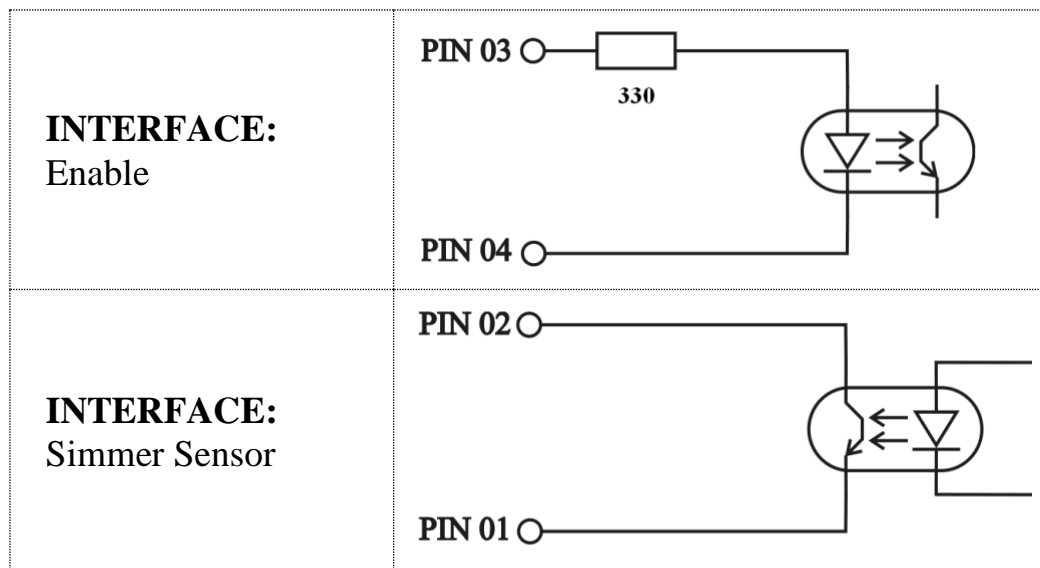 INTERFACE:
Enable
PIN 03
330
PIN 04
INTERFACE:
Simmer Sensor
PIN 02
PIN 01